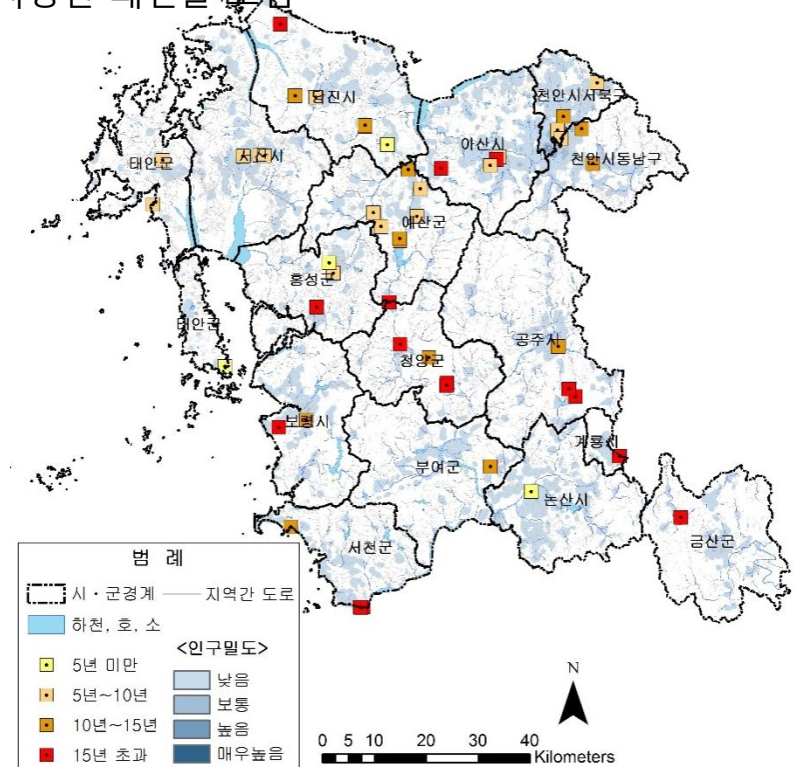 당진시
천안시서북구
아산시
천안시동남구
태안군
서산시
예산군
홍성군
태안군
공주시
청양군
보령시
계룡시
부여군
논산시
서천군
금산군
범 례
시 · 군경계
지역간 도로
하천, 호, 소
<인구밀도>
5년 미만
낮음
5년~10년
보통
10년~15년
높음
15년 초과
매우높음
N
0 5 10 20 30 40
Kilometers